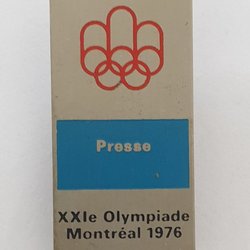 Presse
XXIe Olympiade
Montréal 1976